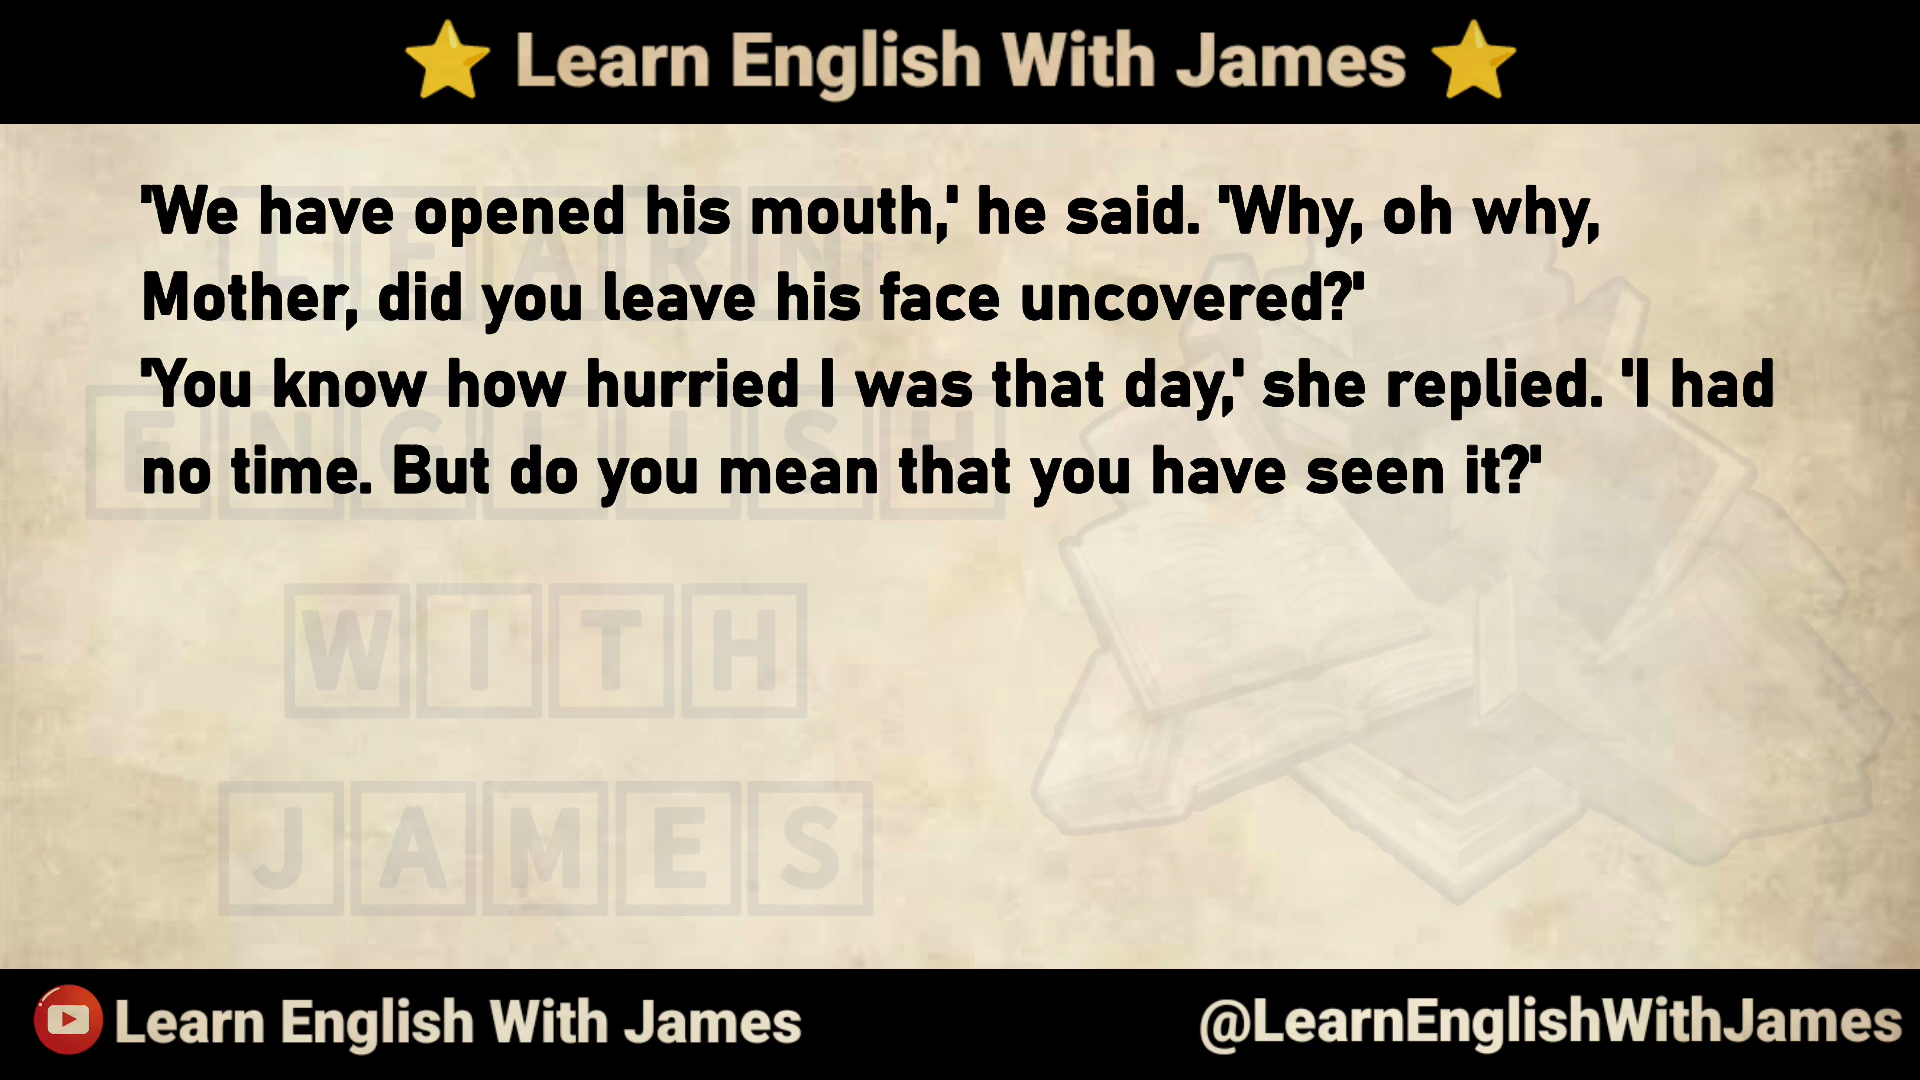 Learn English With James
'We have opened his mouth,' he said. 'Why, oh why,
Mother, did you leave his face uncovered?'
'You know how hurried I was that day,' she replied. 'I had
no time. But do you mean that you have seen it?'
LEARN
ENGLISH
WITH
JAMES
Learn English With James
@LearnEnglishWithJames